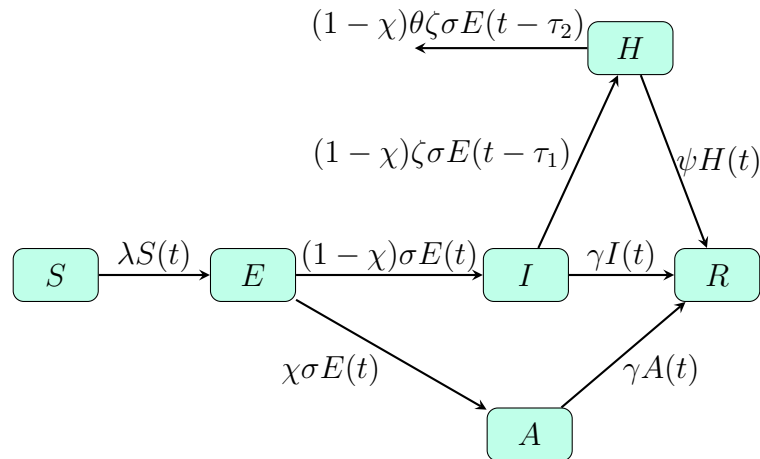 (1 − χ)θζσE(t − τ₂)
H
(1 − χ)ζσE(t − τ₁)
ψH(t)
S
λS(t)
E
(1 − χ)σE(t)
I
γI(t)
R
χσE(t)
γA(t)
A